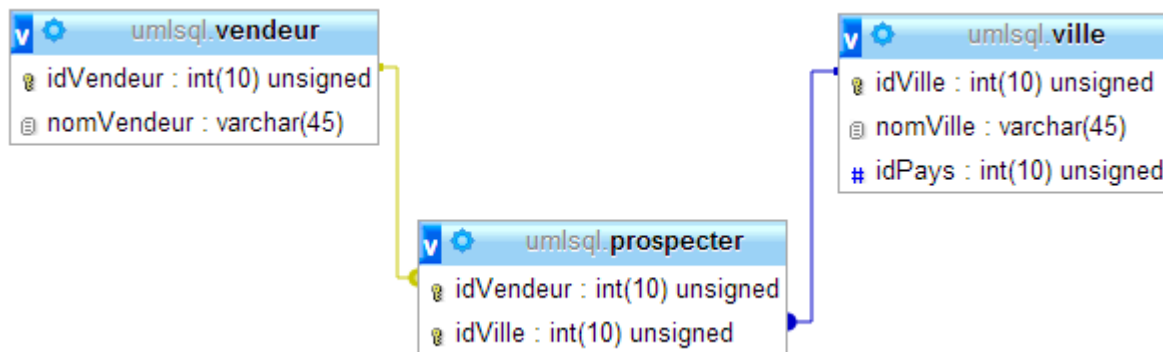 v umlsql.vendeur
idVendeur : int(10) unsigned
nomVendeur : varchar(45)
v umlsql.ville
idVille : int(10) unsigned
nomVille : varchar(45)
# idPays : int(10) unsigned
v umlsql.prospecter
idVendeur : int(10) unsigned
idVille : int(10) unsigned